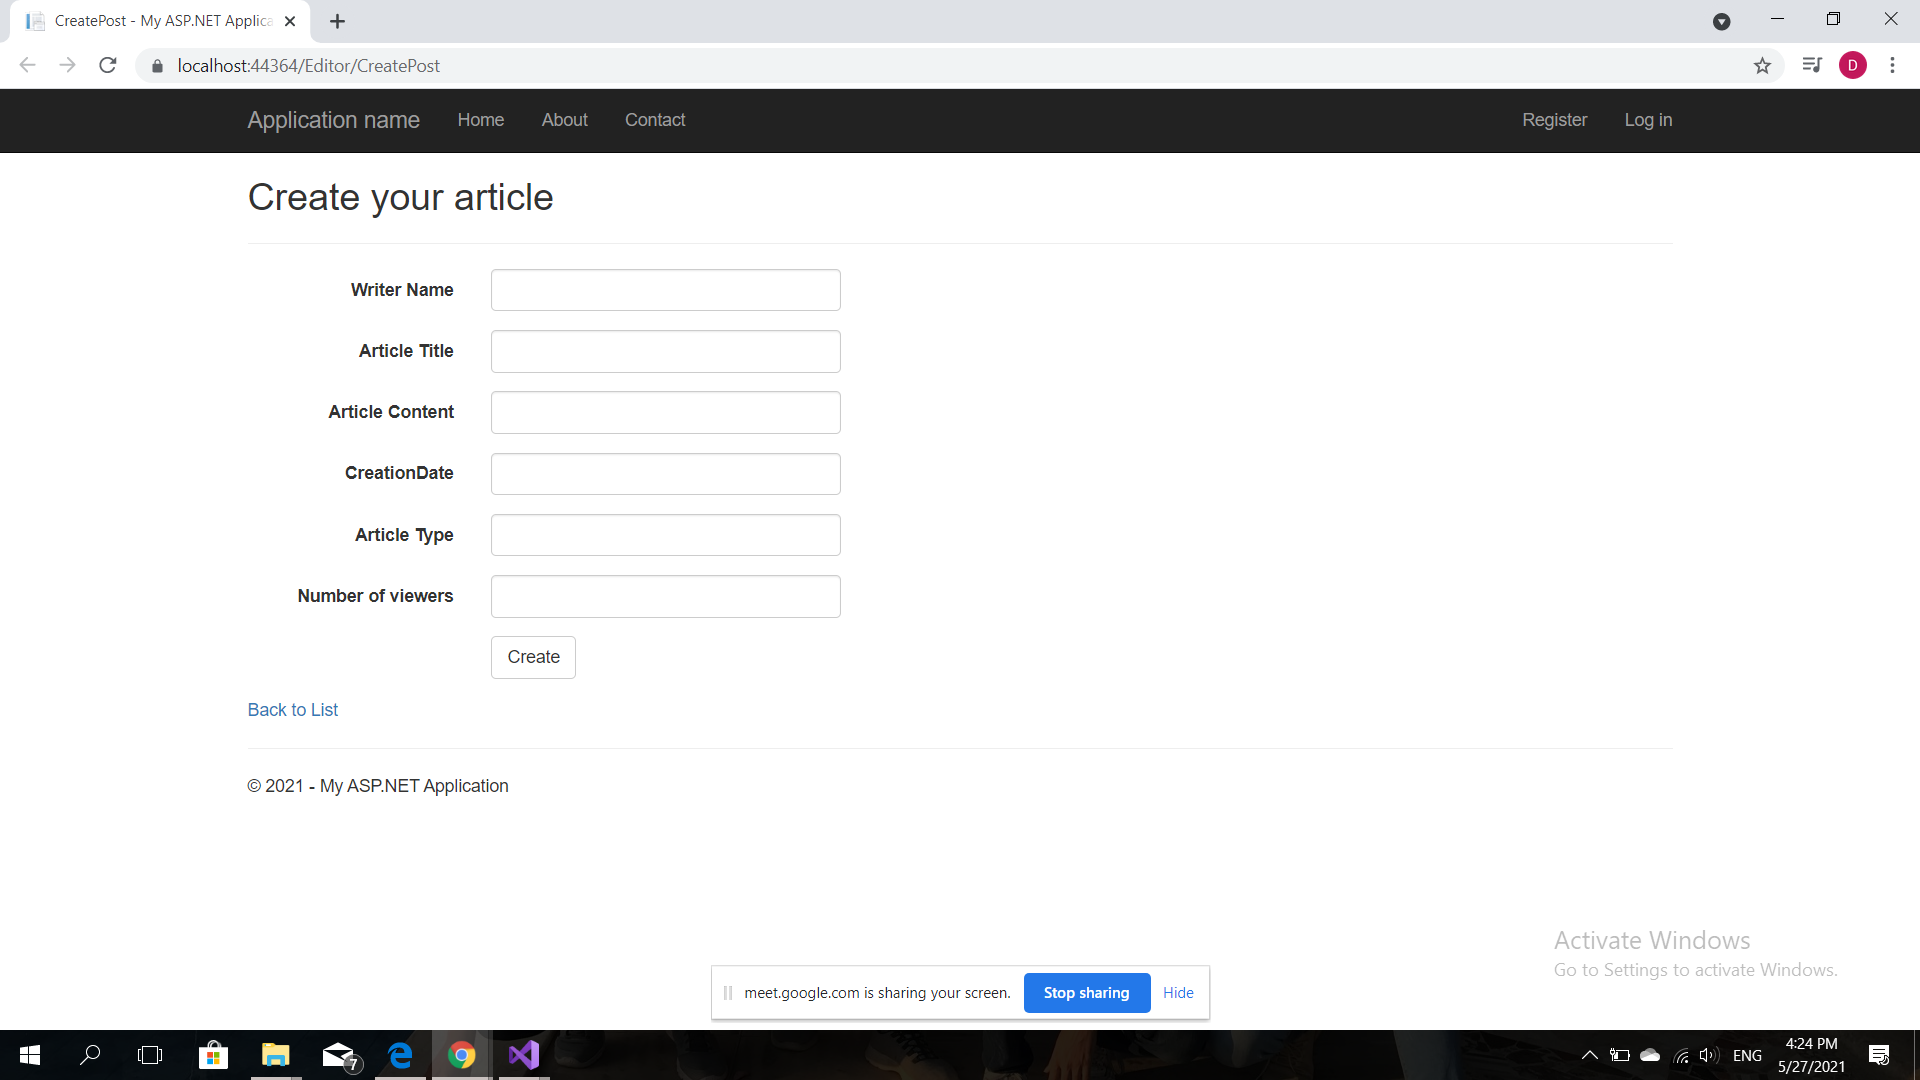 CreatePost - My ASP.NET Applica
localhost:44364/Editor/CreatePost
D
Application name Home About Contact Register Log in
Create your article
Writer Name
Article Title
Article Content
CreationDate
Article Type
Number of viewers
Create
Back to List
© 2021 - My ASP.NET Application
Activate Windows
Go to Settings to activate Windows.
meet.google.com is sharing your screen. Stop sharing Hide
7
ENG
4:24 PM
5/27/2021